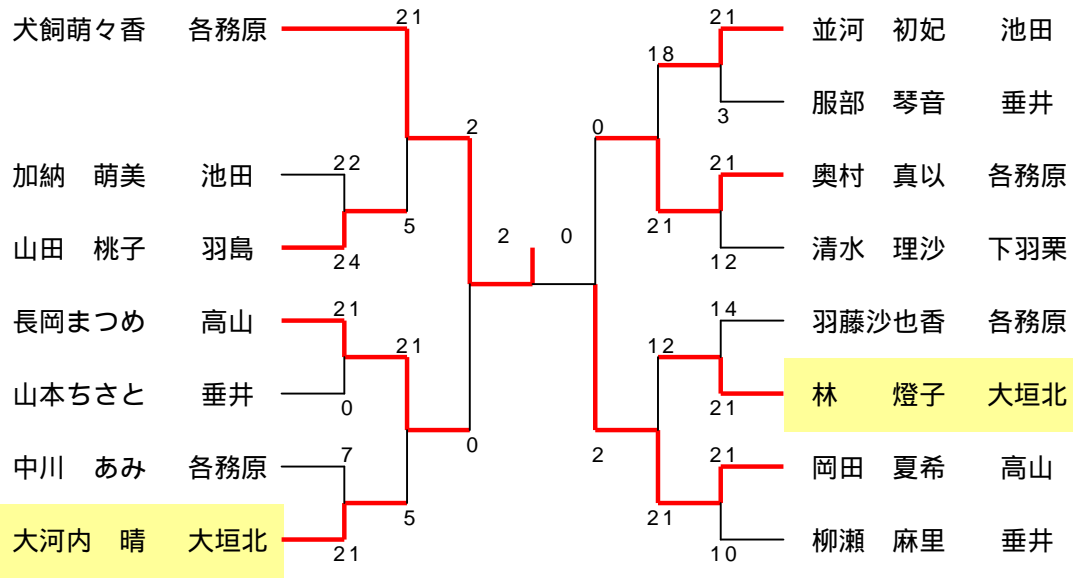 犬飼萌々香 各務原 21 21 並河 初妃 池田
18
3 服部 琴音 垂井
2 0
加納 萌美 池田 22 21 奥村 真以 各務原
5 21
山田 桃子 羽島 24 2 0 12 清水 理沙 下羽栗
長岡まつめ 高山 21 14 羽藤沙也香 各務原
21 12
山本ちさと 垂井 0 21 林 燈子 大垣北
0 2
中川 あみ 各務原 7 21 岡田 夏希 高山
5 21
大河内 晴 大垣北 21 10 柳瀬 麻里 垂井